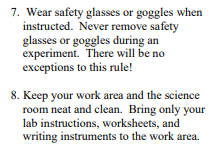 7. Wear safety glasses or goggles when
instructed. Never remove safety
glasses or goggles during an
experiment. There will be no
exceptions to this rule!
8. Keep your work area and the science
room neat and clean. Bring only your
lab instructions, worksheets, and
writing instruments to the work area.